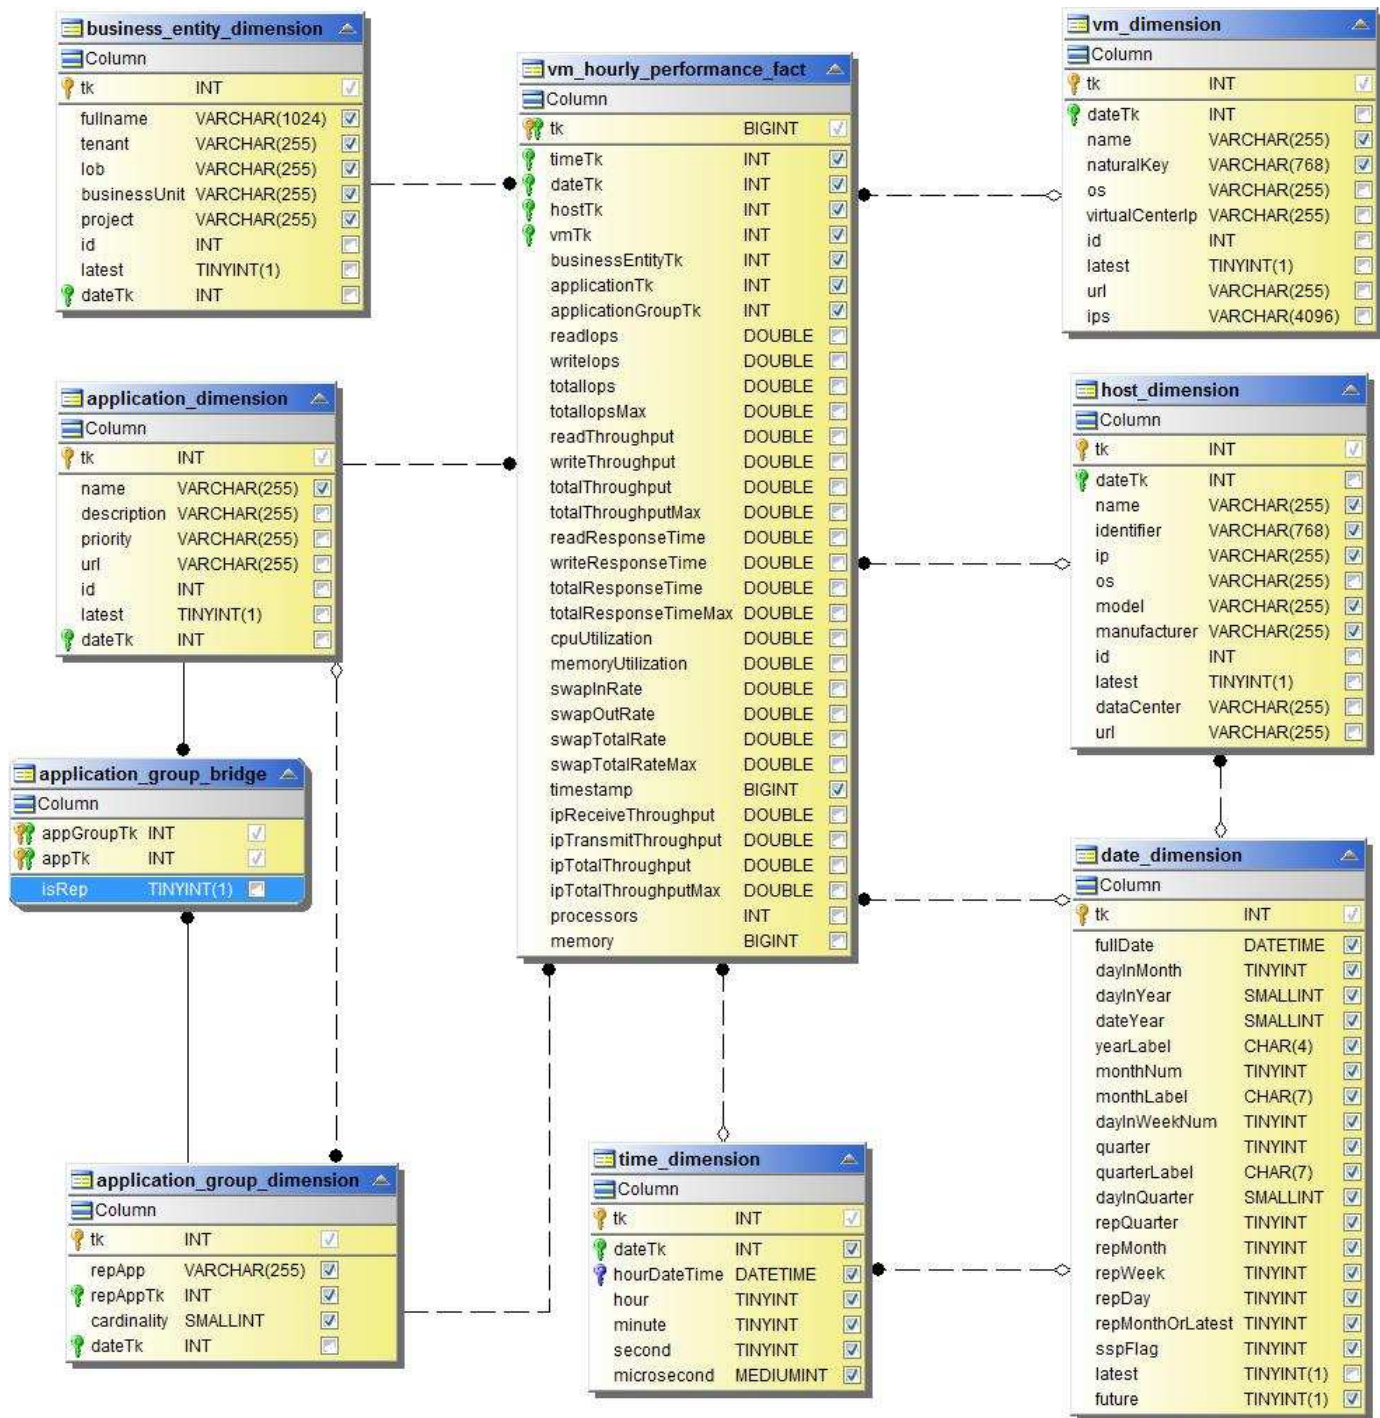 business_entity_dimension
Column
tk INT
fullname VARCHAR(1024)
tenant VARCHAR(255)
lob VARCHAR(255)
businessUnit VARCHAR(255)
project VARCHAR(255)
id INT
latest TINYINT(1)
dateTk INT
application_dimension
Column
tk INT
name VARCHAR(255)
description VARCHAR(255)
priority VARCHAR(255)
url VARCHAR(255)
id INT
latest TINYINT(1)
dateTk INT
application_group_bridge
Column
appGroupTk INT
appTk INT
isRep TINYINT(1)
application_group_dimension
Column
tk INT
repApp VARCHAR(255)
repAppTk INT
cardinality SMALLINT
dateTk INT
vm_hourly_performance_fact
Column
tk BIGINT
timeTk INT
dateTk INT
hostTk INT
vmTk INT
businessEntityTk INT
applicationTk INT
applicationGroupTk INT
readIops DOUBLE
writeIops DOUBLE
totalIops DOUBLE
totalIopsMax DOUBLE
readThroughput DOUBLE
writeThroughput DOUBLE
totalThroughput DOUBLE
totalThroughputMax DOUBLE
readResponseTime DOUBLE
writeResponseTime DOUBLE
totalResponseTime DOUBLE
totalResponseTimeMax DOUBLE
cpuUtilization DOUBLE
memoryUtilization DOUBLE
swapInRate DOUBLE
swapOutRate DOUBLE
swapTotalRate DOUBLE
swapTotalRateMax DOUBLE
timestamp BIGINT
ipReceiveThroughput DOUBLE
ipTransmitThroughput DOUBLE
ipTotalThroughput DOUBLE
ipTotalThroughputMax DOUBLE
processors INT
memory BIGINT
time_dimension
Column
tk INT
dateTk INT
hourDateTime DATETIME
hour TINYINT
minute TINYINT
second TINYINT
microsecond MEDIUMINT
vm_dimension
Column
tk INT
dateTk INT
name VARCHAR(255)
naturalKey VARCHAR(768)
os VARCHAR(255)
virtualCenterIp VARCHAR(255)
id INT
latest TINYINT(1)
url VARCHAR(255)
ips VARCHAR(4096)
host_dimension
Column
tk INT
dateTk INT
name VARCHAR(255)
identifier VARCHAR(768)
ip VARCHAR(255)
os VARCHAR(255)
model VARCHAR(255)
manufacturer VARCHAR(255)
id INT
latest TINYINT(1)
dataCenter VARCHAR(255)
url VARCHAR(255)
date_dimension
Column
tk INT
fullDate DATETIME
dayInMonth TINYINT
dayInYear SMALLINT
dateYear SMALLINT
yearLabel CHAR(4)
monthNum TINYINT
monthLabel CHAR(7)
dayInWeekNum TINYINT
quarter TINYINT
quarterLabel CHAR(7)
dayInQuarter SMALLINT
repQuarter TINYINT
repMonth TINYINT
repWeek TINYINT
repDay TINYINT
repMonthOrLatest TINYINT
sspFlag TINYINT
latest TINYINT(1)
future TINYINT(1)